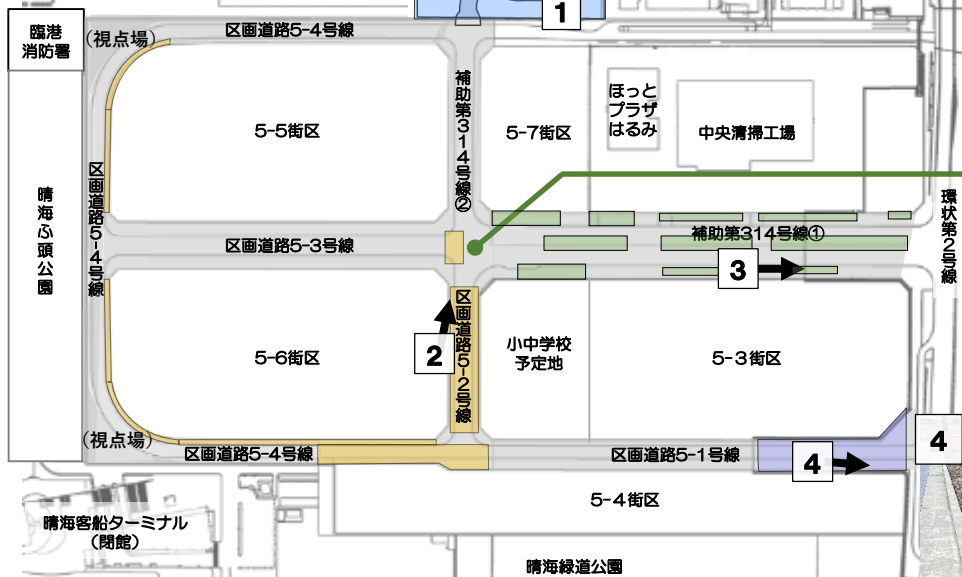 1
臨港
消防署
(視点場)
区画道路5-4号線
補助第314号線②
ほっと
プラザ
はるみ
5-5街区
5-7街区
中央清掃工場
晴海ふ頭公園
区画道路5-4号線
環状第2号線
区画道路5-3号線
補助第314号線①
3
区画道路5-2号線
2
5-6街区
小中学校
予定地
5-3街区
(視点場)
区画道路5-4号線
区画道路5-1号線
4
4
5-4街区
晴海客船ターミナル
(閉館)
晴海緑道公園